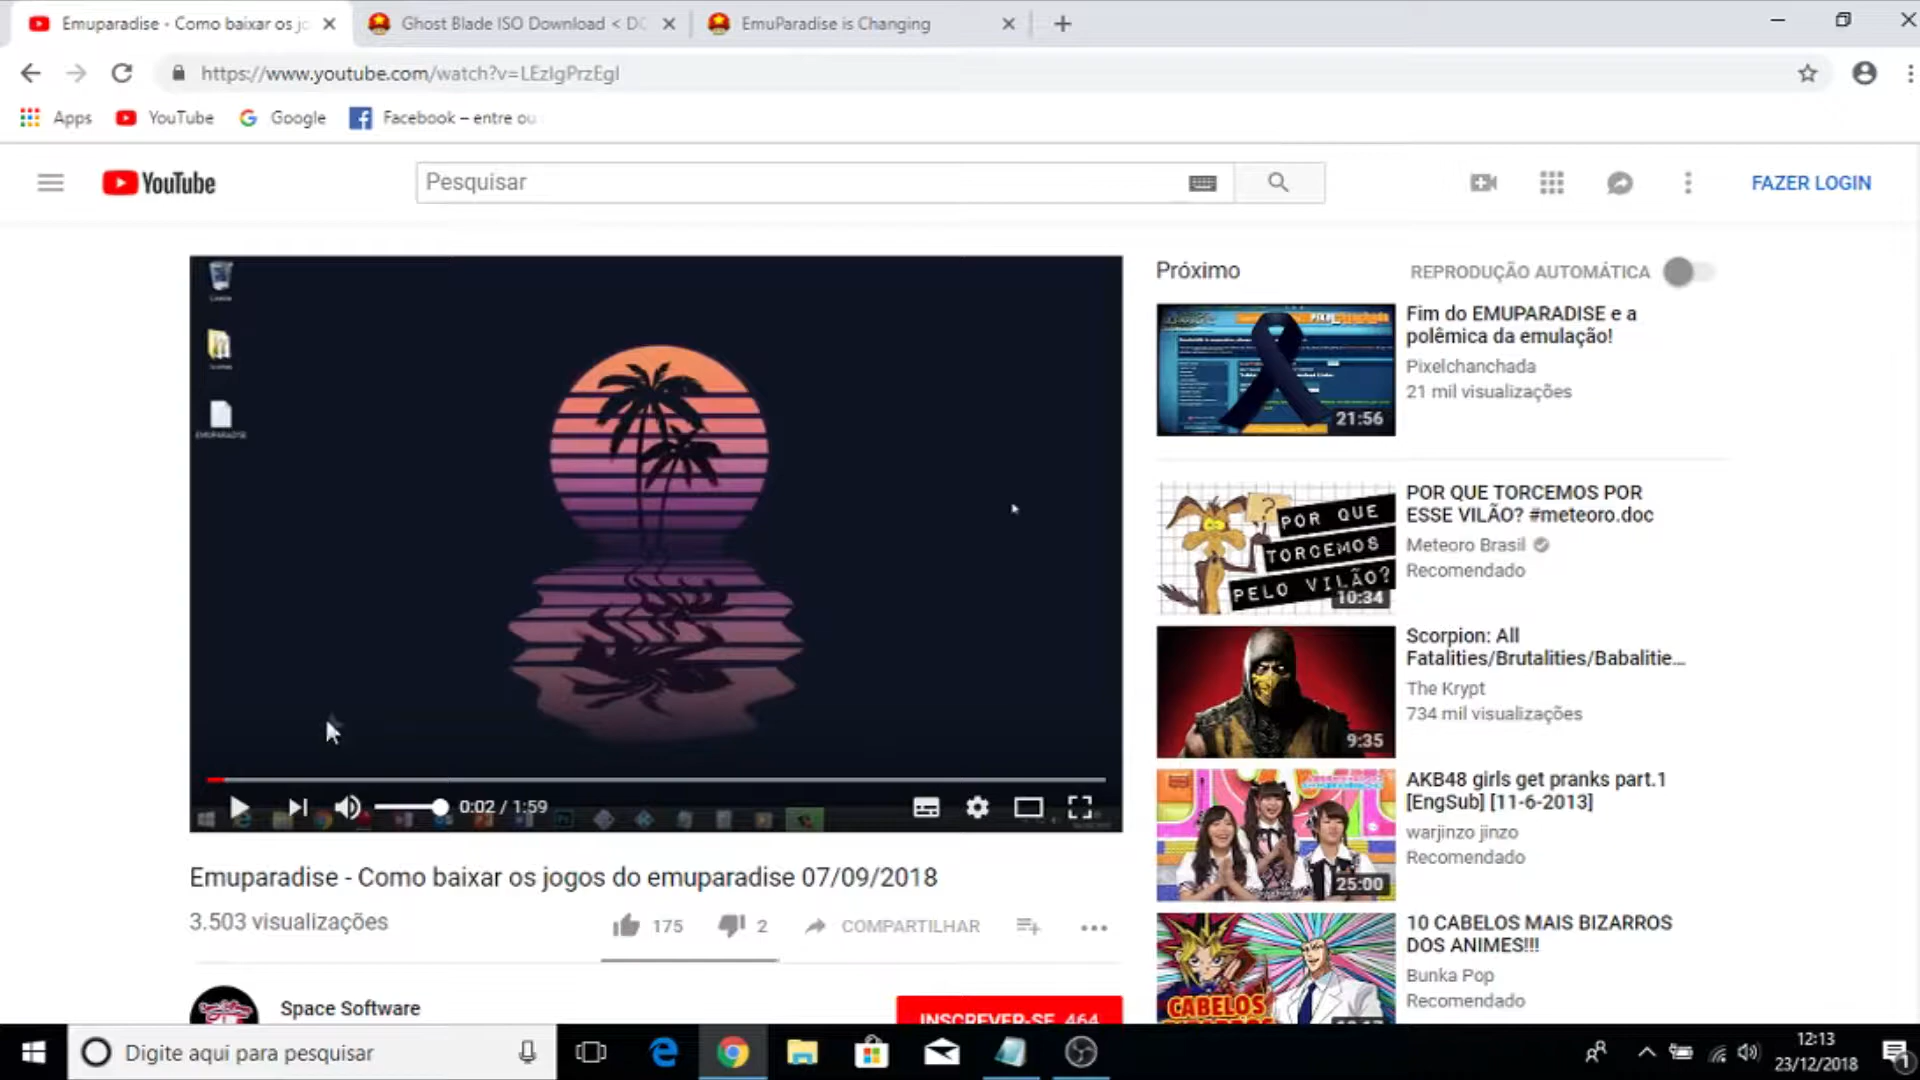 Emuparadise - Como baixar os jo
Ghost Blade ISO Download < DC
EmuParadise is Changing
https://www.youtube.com/watch?v=LEzIgPrzEgI
Apps
YouTube
Google
Facebook – entre ou
YouTube
Pesquisar
FAZER LOGIN
EMUPARADISE
0:02 / 1:59
Emuparadise - Como baixar os jogos do emuparadise 07/09/2018
3.503 visualizações
175
2
COMPARTILHAR
Space Software
INSCREVER-SE 464
Próximo
REPRODUÇÃO AUTOMÁTICA
21:56
Fim do EMUPARADISE e a
polêmica da emulação!
Pixelchanchada
21 mil visualizações
?
POR QUE
TORCEMOS
PELO VILÃO?
10:34
POR QUE TORCEMOS POR
ESSE VILÃO? #meteoro.doc
Meteoro Brasil
Recomendado
9:35
Scorpion: All
Fatalities/Brutalities/Babalitie...
The Krypt
734 mil visualizações
25:00
AKB48 girls get pranks part.1
[EngSub] [11-6-2013]
warjinzo jinzo
Recomendado
CABELOS
10 CABELOS MAIS BIZARROS
DOS ANIMES!!!
Bunka Pop
Recomendado
Digite aqui para pesquisar
12:13
23/12/2018
1